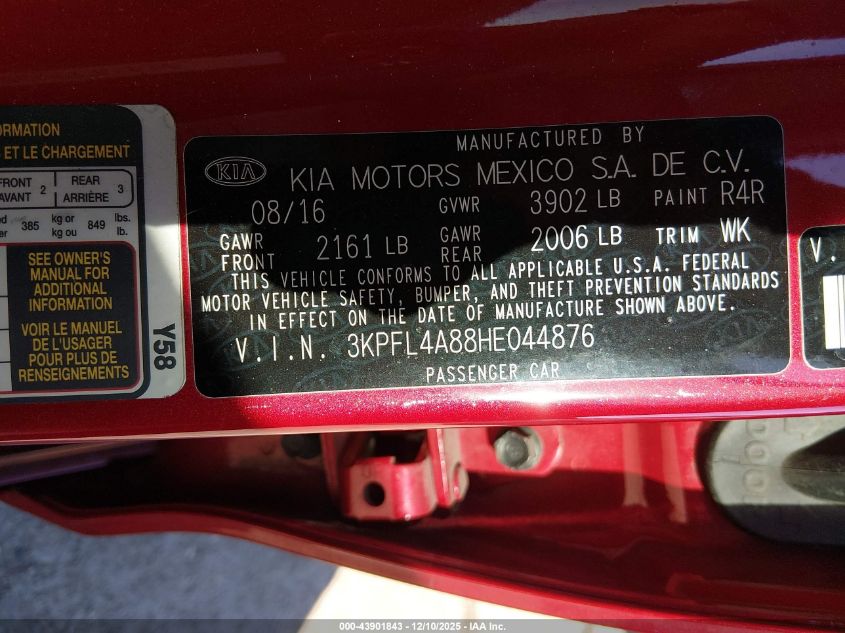 ORMATION
S ET LE CHARGEMENT
FRONT 2 REAR 3
AVANT ARRIÈRE
ed 385 kg or 849 lbs.
er kg ou lb.
SEE OWNER'S
MANUAL FOR
ADDITIONAL
INFORMATION
VOIR LE MANUEL
DE L'USAGER
POUR PLUS DE
RENSEIGNEMENTS
Y58
MANUFACTURED BY
KIA KIA MOTORS MEXICO S.A. DE C.V.
08/16 GVWR 3902 LB PAINT R4R
GAWR FRONT 2161 LB GAWR REAR 2006 LB TRIM WK
THIS VEHICLE CONFORMS TO ALL APPLICABLE U.S.A. FEDERAL
MOTOR VEHICLE SAFETY, BUMPER, AND THEFT PREVENTION STANDARDS
IN EFFECT ON THE DATE OF MANUFACTURE SHOWN ABOVE.
V.I.N. 3KPFL4A88HE044876
PASSENGER CAR
V.
000-43901843 - 12/10/2025 - IAA Inc.